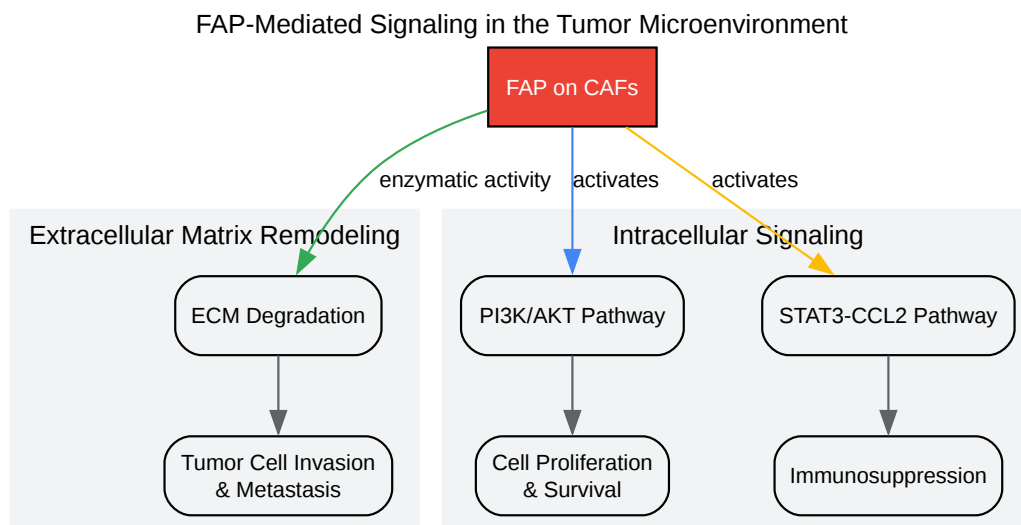 FAP-Mediated Signaling in the Tumor Microenvironment
FAP on CAFs
enzymatic activity
activates
activates
Extracellular Matrix Remodeling
Intracellular Signaling
ECM Degradation
PI3K/AKT Pathway
STAT3-CCL2 Pathway
Tumor Cell Invasion
& Metastasis
Cell Proliferation
& Survival
Immunosuppression